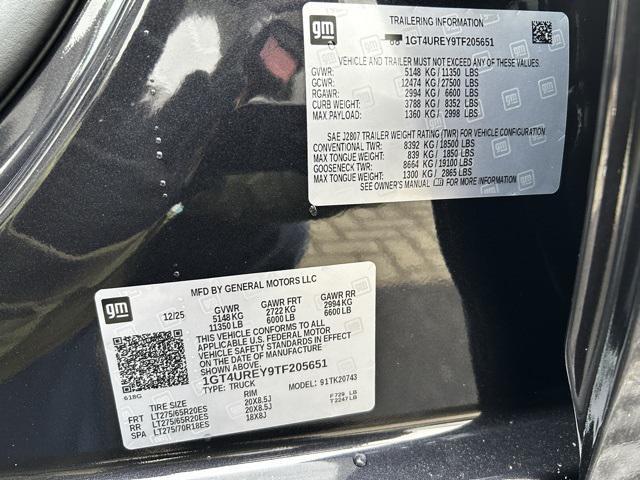 gm
TRAILERING INFORMATION
1GT4UREY9TF205651
VEHICLE AND TRAILER MUST NOT EXCEED ANY OF THESE VALUES.
GVWR: 5148 KG / 11350 LBS
GCWR: 12474 KG / 27500 LBS
RGAWR: 2994 KG / 6600 LBS
CURB WEIGHT: 3788 KG / 8352 LBS
MAX PAYLOAD: 1360 KG / 2998 LBS
SAE J2807 TRAILER WEIGHT RATING (TWR) FOR VEHICLE CONFIGURATION
CONVENTIONAL TWR: 8392 KG / 18500 LBS
MAX TONGUE WEIGHT: 839 KG / 1850 LBS
GOOSENECK TWR: 8664 KG / 19100 LBS
MAX TONGUE WEIGHT: 1300 KG / 2865 LBS
SEE OWNER'S MANUAL FOR MORE INFORMATION
gm
MFD BY GENERAL MOTORS LLC
12/25
GVWR GAWR FRT GAWR RR
5148 KG 2722 KG 2994 KG
11350 LB 6000 LB 6600 LB
THIS VEHICLE CONFORMS TO ALL
APPLICABLE U.S. FEDERAL MOTOR
VEHICLE SAFETY STANDARDS IN EFFECT
ON THE DATE OF MANUFACTURE
SHOWN ABOVE.
1GT4UREY9TF205651
618G
TYPE: TRUCK MODEL: 91TK20743
TIRE SIZE RIM
FRT LT275/65R20ES 20X8.5J F729 LB
RR LT275/65R20ES 20X8.5J T2247LB
SPA LT275/70R18ES 18X8J